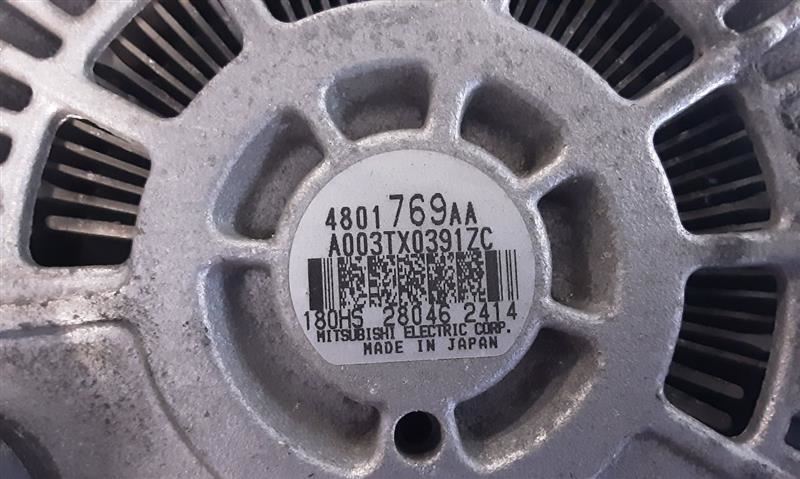 4801769AA
A003TX0391ZC
180HS 28046 2414
MITSUBISHI ELECTRIC CORP.
MADE IN JAPAN